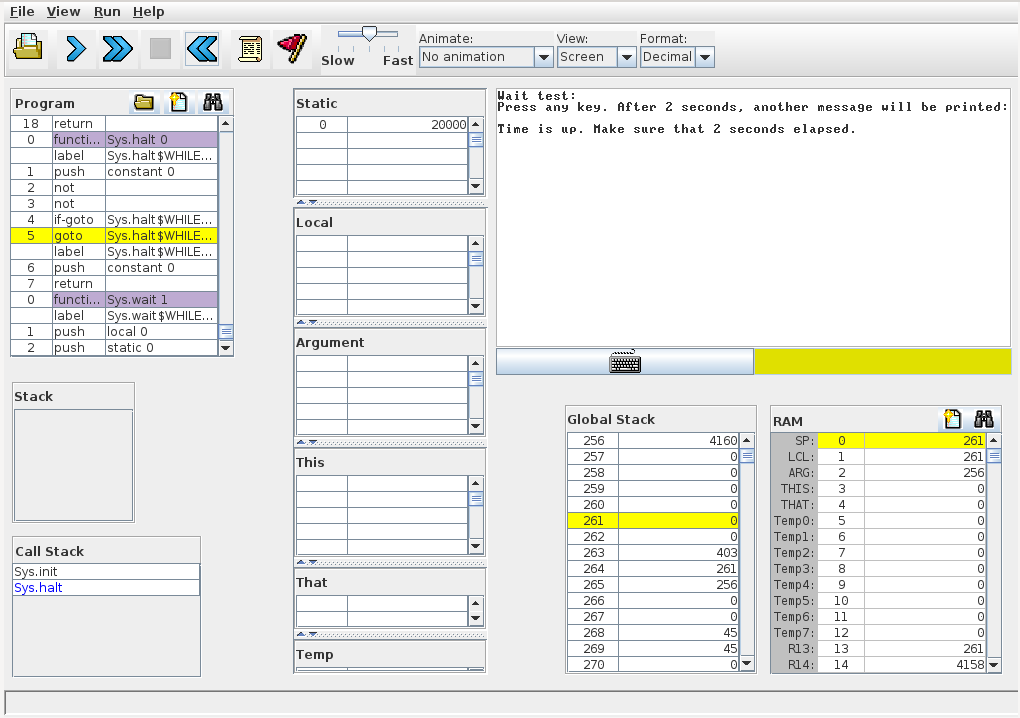 File View Run Help
Animate: View: Format:
Slow Fast No animation Screen Decimal
Program
18 return
0 functi... Sys.halt 0
label Sys.halt$WHILE...
1 push constant 0
2 not
3 not
4 if-goto Sys.halt$WHILE...
5 goto Sys.halt$WHILE...
label Sys.halt$WHILE...
6 push constant 0
7 return
0 functi... Sys.wait 1
label Sys.wait$WHILE...
1 push local 0
2 push static 0
Stack
Call Stack
Sys.init
Sys.halt
Static
0 20000
Local
Argument
This
That
Temp
Wait test:
Press any key. After 2 seconds, another message will be printed:
Time is up. Make sure that 2 seconds elapsed.
Global Stack
256 4160
257 0
258 0
259 0
260 0
261 0
262 0
263 403
264 261
265 256
266 0
267 0
268 45
269 45
270 0
RAM
SP: 0 261
LCL: 1 261
ARG: 2 256
THIS: 3 0
THAT: 4 0
Temp0: 5 0
Temp1: 6 0
Temp2: 7 0
Temp3: 8 0
Temp4: 9 0
Temp5: 10 0
Temp6: 11 0
Temp7: 12 0
R13: 13 261
R14: 14 4158